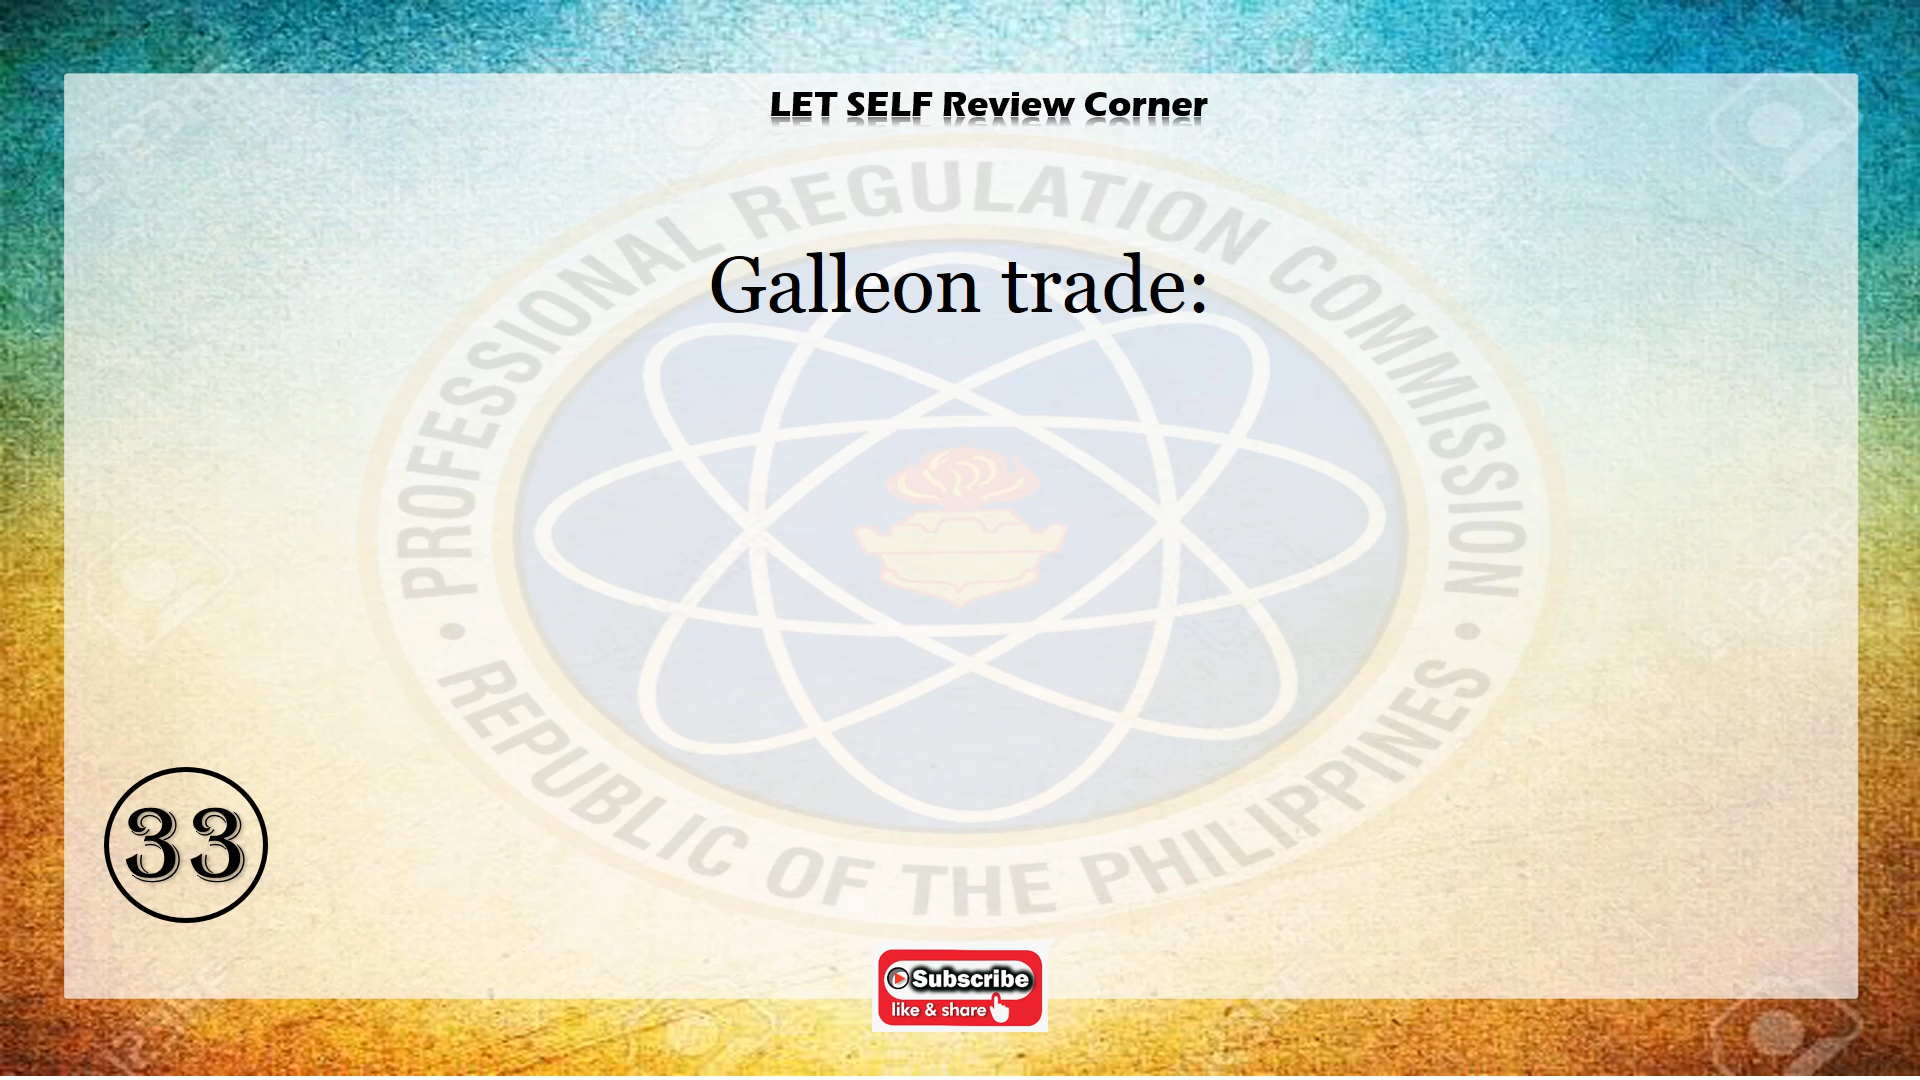 LET SELF Review Corner
PROFESSIONAL REGULATION COMMISSION
Galleon trade:
• REPUBLIC OF THE PHILIPPINES •
33
Subscribe
like & share